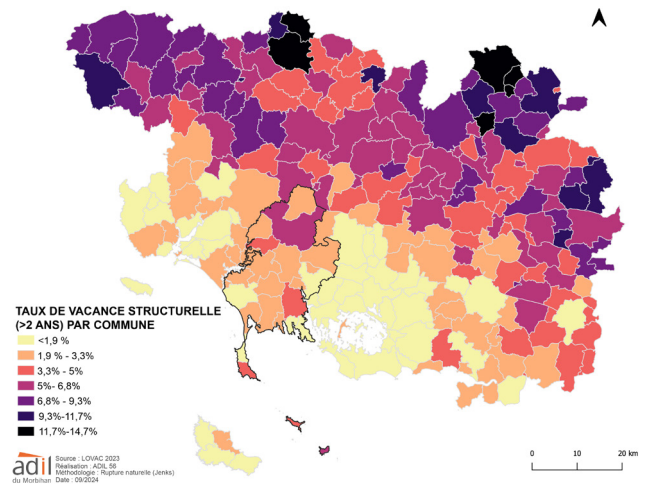 TAUX DE VACANCE STRUCTURELLE
(>2 ANS) PAR COMMUNE
<1,9 %
1,9 % - 3,3%
3,3% - 5%
5% - 6,8%
6,8% - 9,3%
9,3%-11,7%
11,7%-14,7%
adil
du Morbihan
Source : LOVAC 2023
Réalisation : ADIL 56
Méthodologie : Rupture naturelle (Jenks)
Date : 09/2024
0 10 20 km